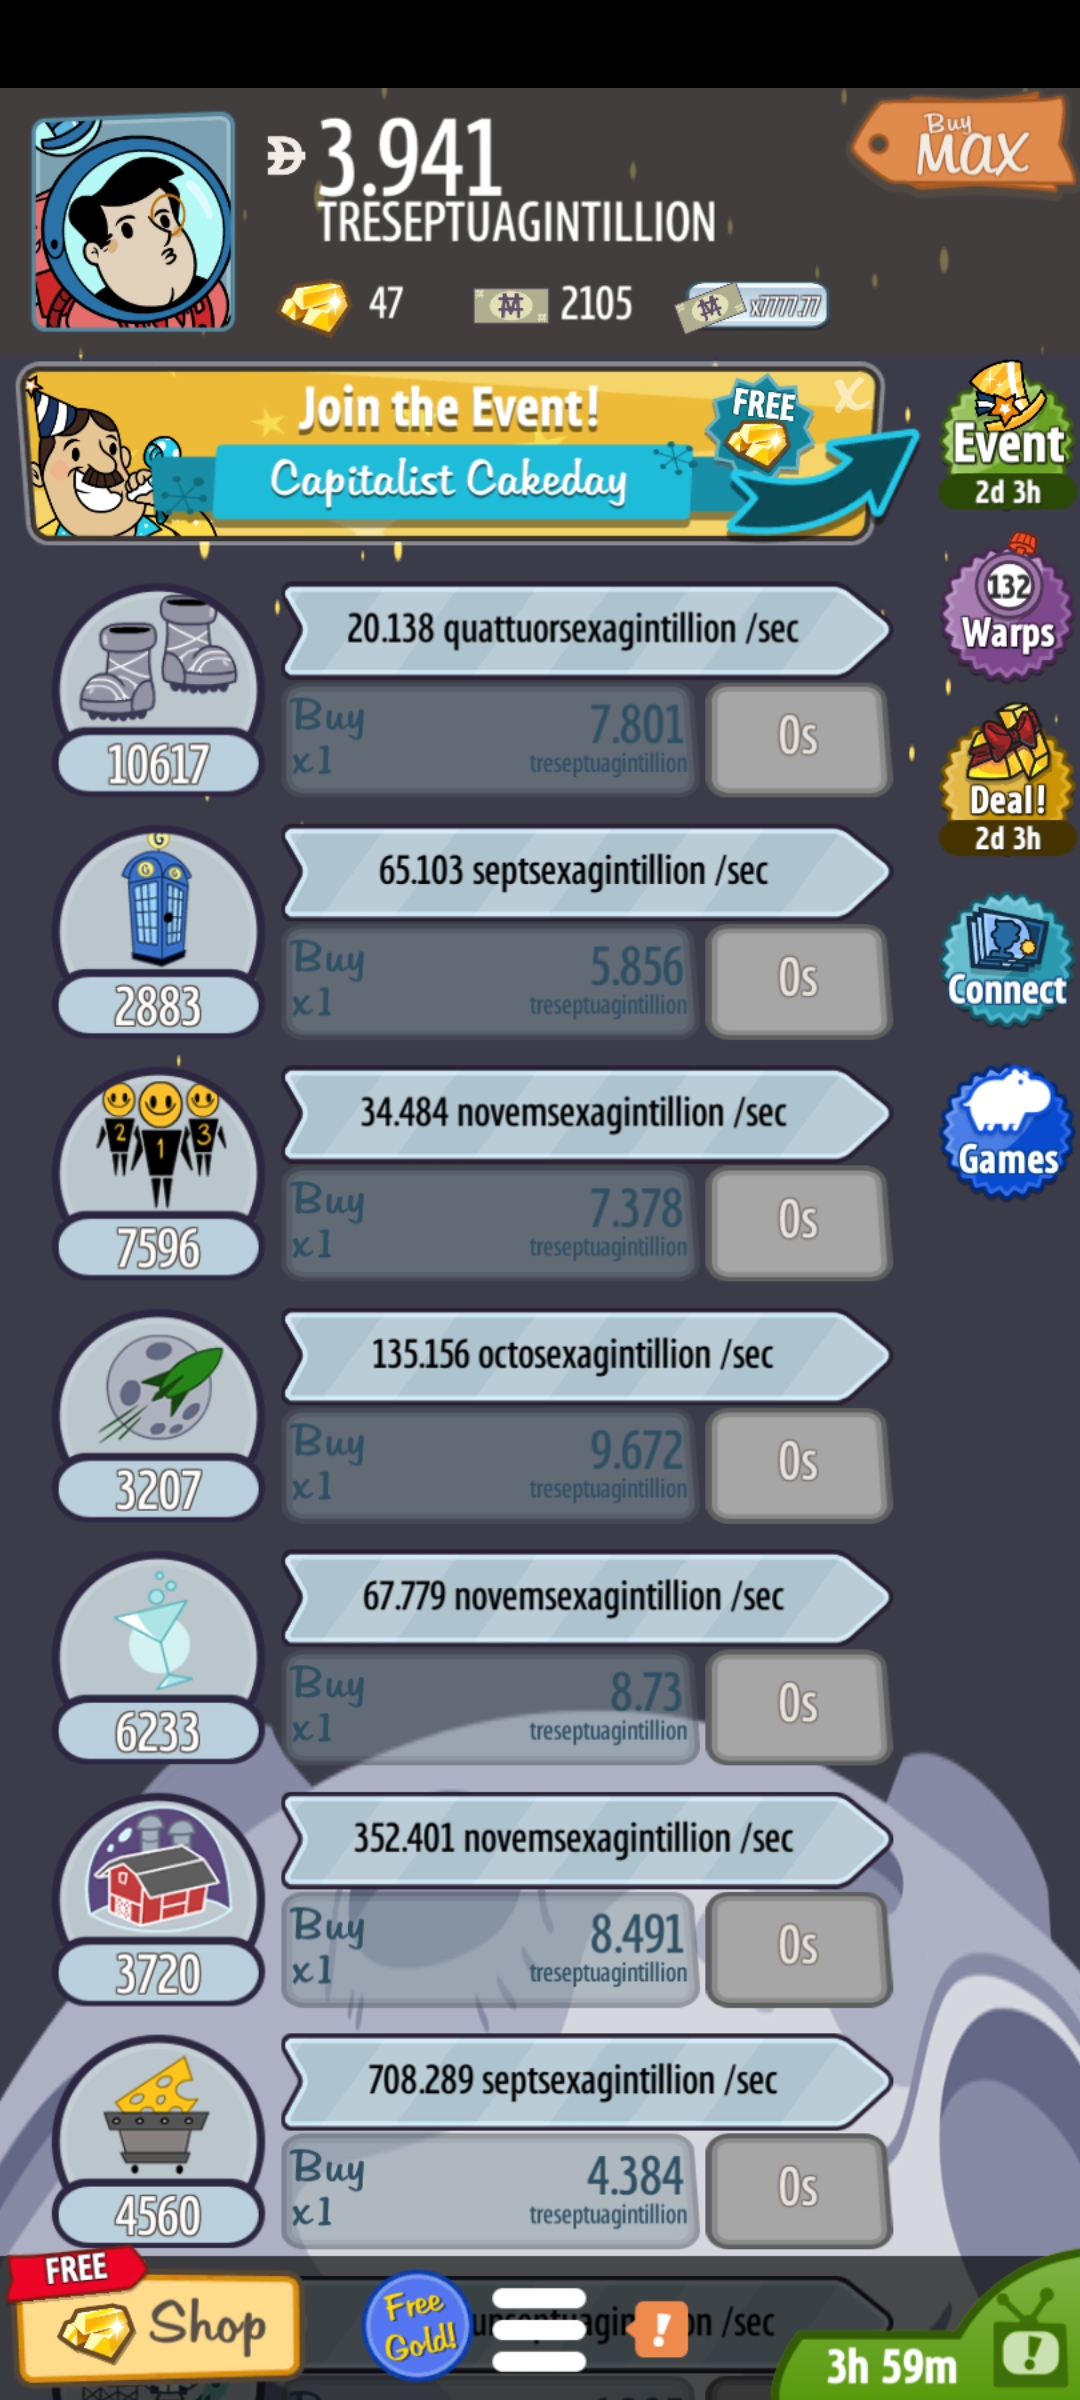 3.941
Buy
MAX
TRESEPTUAGINTILLION
47
2105
x7777.77
Join the Event!
FREE
X
Capitalist Cakeday
Event
2d 3h
20.138 quattuorsexagintillion /sec
132
Warps
Buy
x1
7.801
treseptuagintillion
0s
10617
Deal!
2d 3h
G
G G
65.103 septsexagintillion /sec
Buy
x1
5.856
treseptuagintillion
0s
2883
Connect
2 1 3
34.484 novemsexagintillion /sec
Games
Buy
x1
7.378
treseptuagintillion
0s
7596
135.156 octosexagintillion /sec
Buy
x1
9.672
treseptuagintillion
0s
3207
67.779 novemsexagintillion /sec
Buy
x1
8.73
treseptuagintillion
0s
6233
352.401 novemsexagintillion /sec
Buy
x1
8.491
treseptuagintillion
0s
3720
708.289 septsexagintillion /sec
Buy
x1
4.384
treseptuagintillion
0s
4560
FREE
Shop
Free
Gold!
!
/sec
3h 59m
!